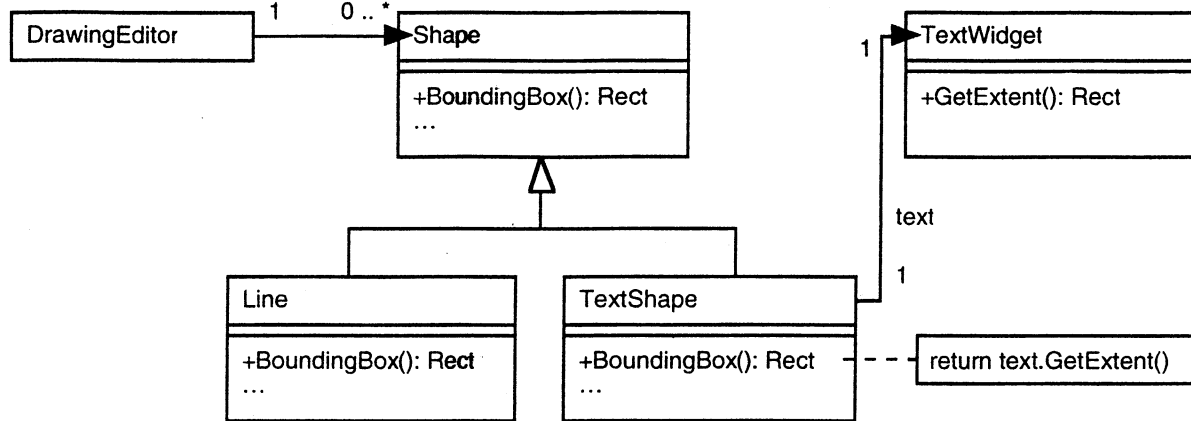 1
0 .. *
DrawingEditor
Shape
+BoundingBox(): Rect
...
1
TextWidget
+GetExtent(): Rect
text
1
Line
+BoundingBox(): Rect
...
TextShape
+BoundingBox(): Rect
...
return text.GetExtent()